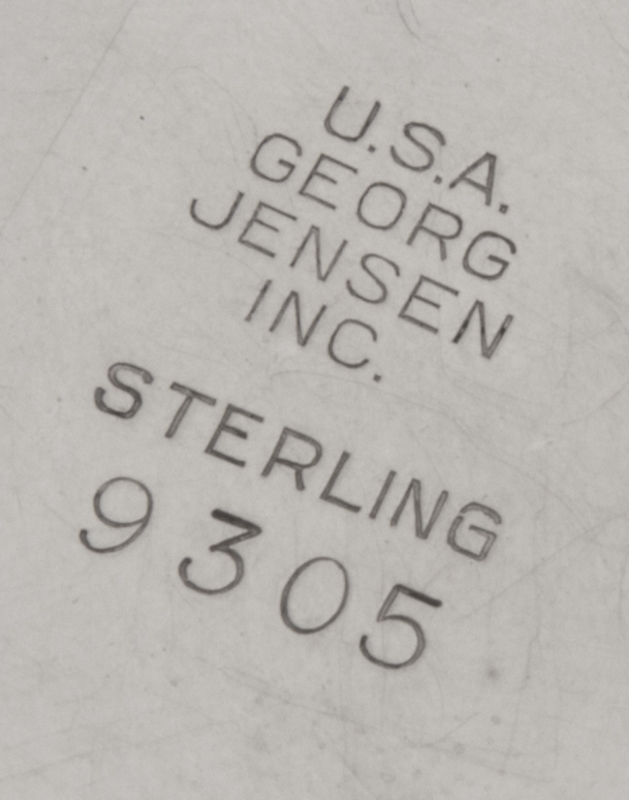 U.S.A.
GEORG
JENSEN
INC.
STERLING
9305